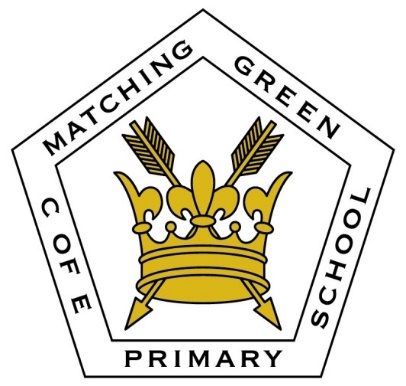 MATCHING GREEN
C OF E
PRIMARY
SCHOOL